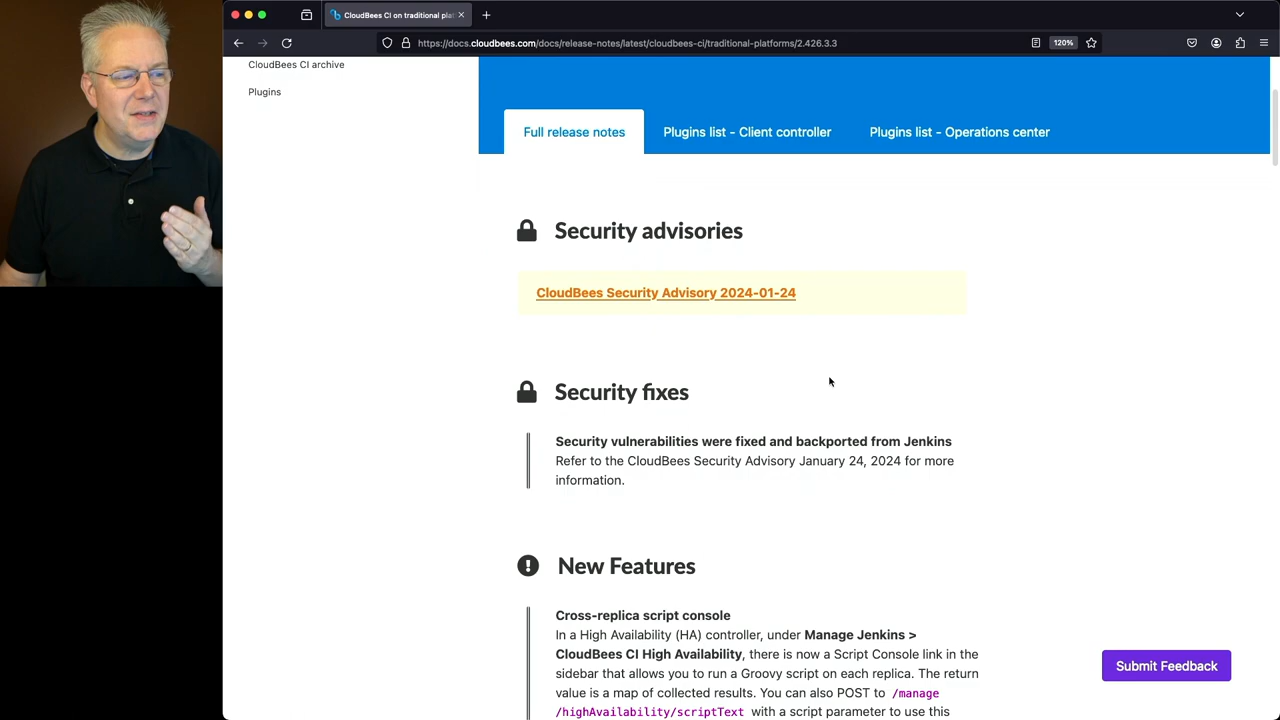 CloudBees CI on traditional plat
https://docs.cloudbees.com/docs/release-notes/latest/cloudbees-ci/traditional-platforms/2.426.3.3
120%
CloudBees CI archive
Plugins
Full release notes
Plugins list - Client controller
Plugins list - Operations center
Security advisories
CloudBees Security Advisory 2024-01-24
Security fixes
Security vulnerabilities were fixed and backported from Jenkins
Refer to the CloudBees Security Advisory January 24, 2024 for more
information.
New Features
Cross-replica script console
In a High Availability (HA) controller, under Manage Jenkins >
CloudBees CI High Availability, there is now a Script Console link in the
sidebar that allows you to run a Groovy script on each replica. The return
value is a map of collected results. You can also POST to /manage
/highAvailability/scriptText with a script parameter to use this
Submit Feedback